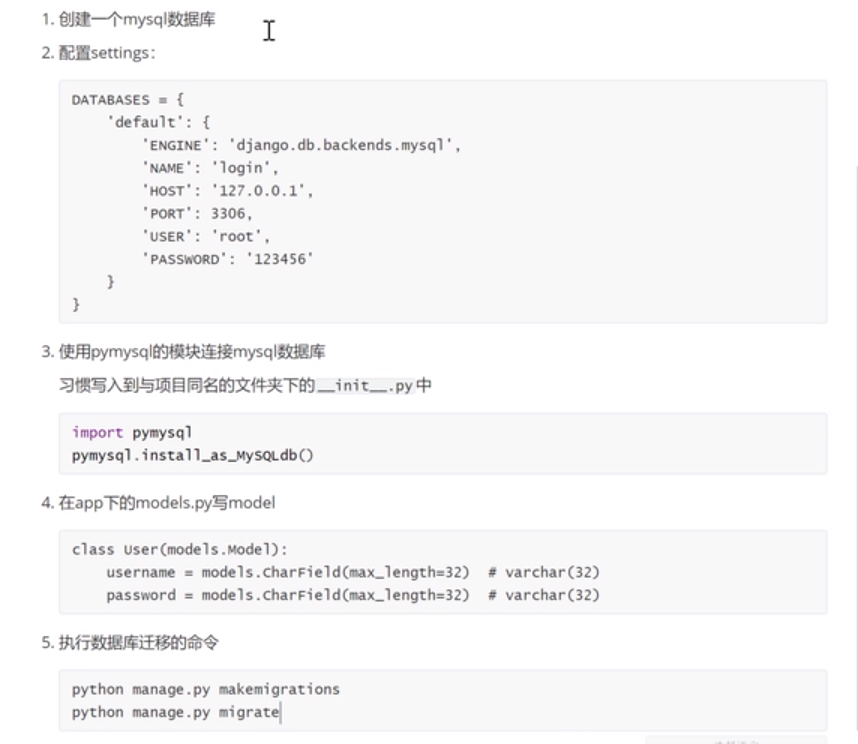 1. 创建一个mysql数据库
2. 配置settings：
DATABASES = {
    'default': {
        'ENGINE': 'django.db.backends.mysql',
        'NAME': 'login',
        'HOST': '127.0.0.1',
        'PORT': 3306,
        'USER': 'root',
        'PASSWORD': '123456'
    }
}
3. 使用pymysql的模块连接mysql数据库
习惯写入到与项目同名的文件夹下的__init__.py中
import pymysql
pymysql.install_as_MySQLdb()
4. 在app下的models.py写model
class User(models.Model):
    username = models.CharField(max_length=32)  # varchar(32)
    password = models.CharField(max_length=32)  # varchar(32)
5. 执行数据库迁移的命令
python manage.py makemigrations
python manage.py migrate